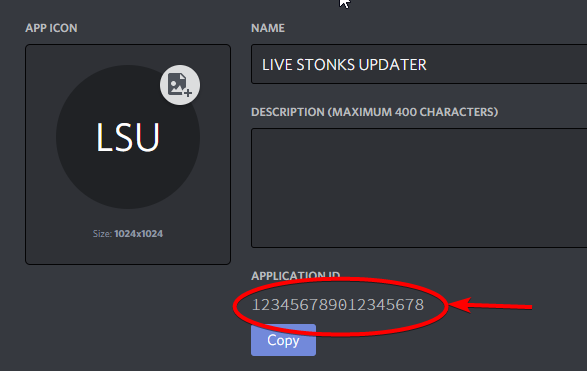 APP ICON
LSU
Size: 1024x1024
NAME
LIVE STONKS UPDATER
DESCRIPTION (MAXIMUM 400 CHARACTERS)
APPLICATION ID
123456789012345678
Copy